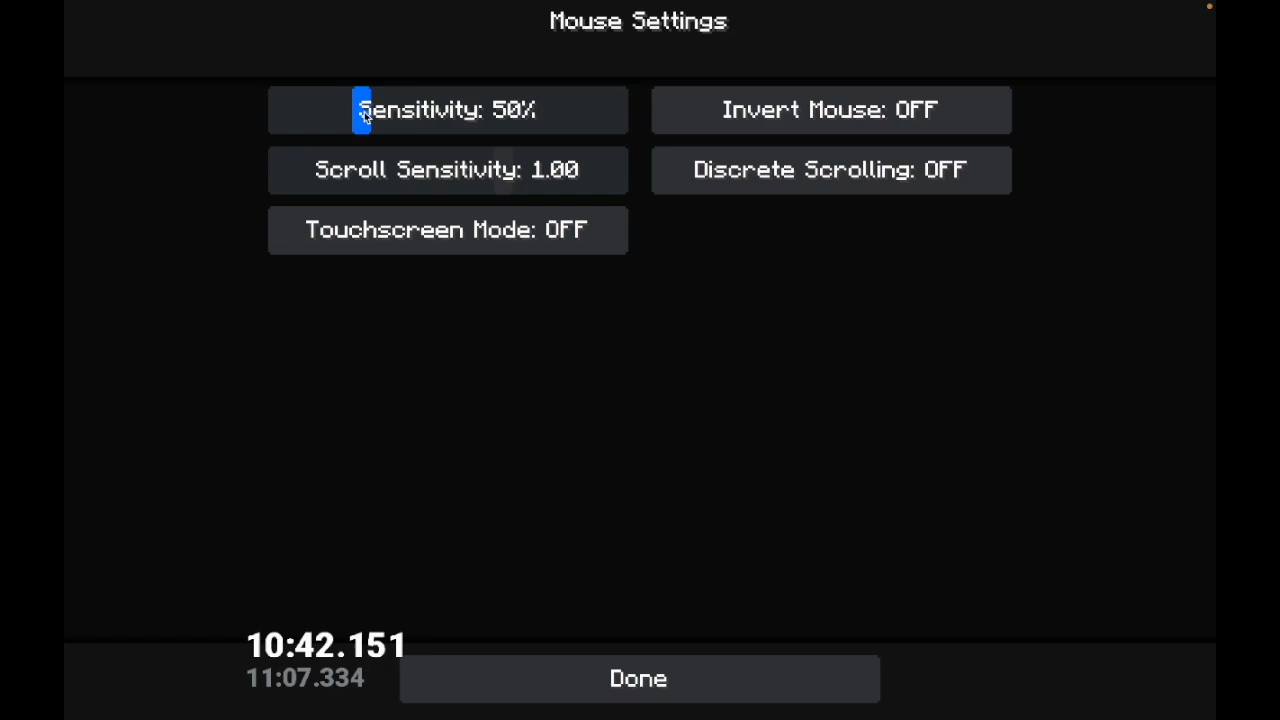 Mouse Settings
Sensitivity: 50%
Invert Mouse: OFF
Scroll Sensitivity: 1.00
Discrete Scrolling: OFF
Touchscreen Mode: OFF
10:42.151
11:07.334
Done